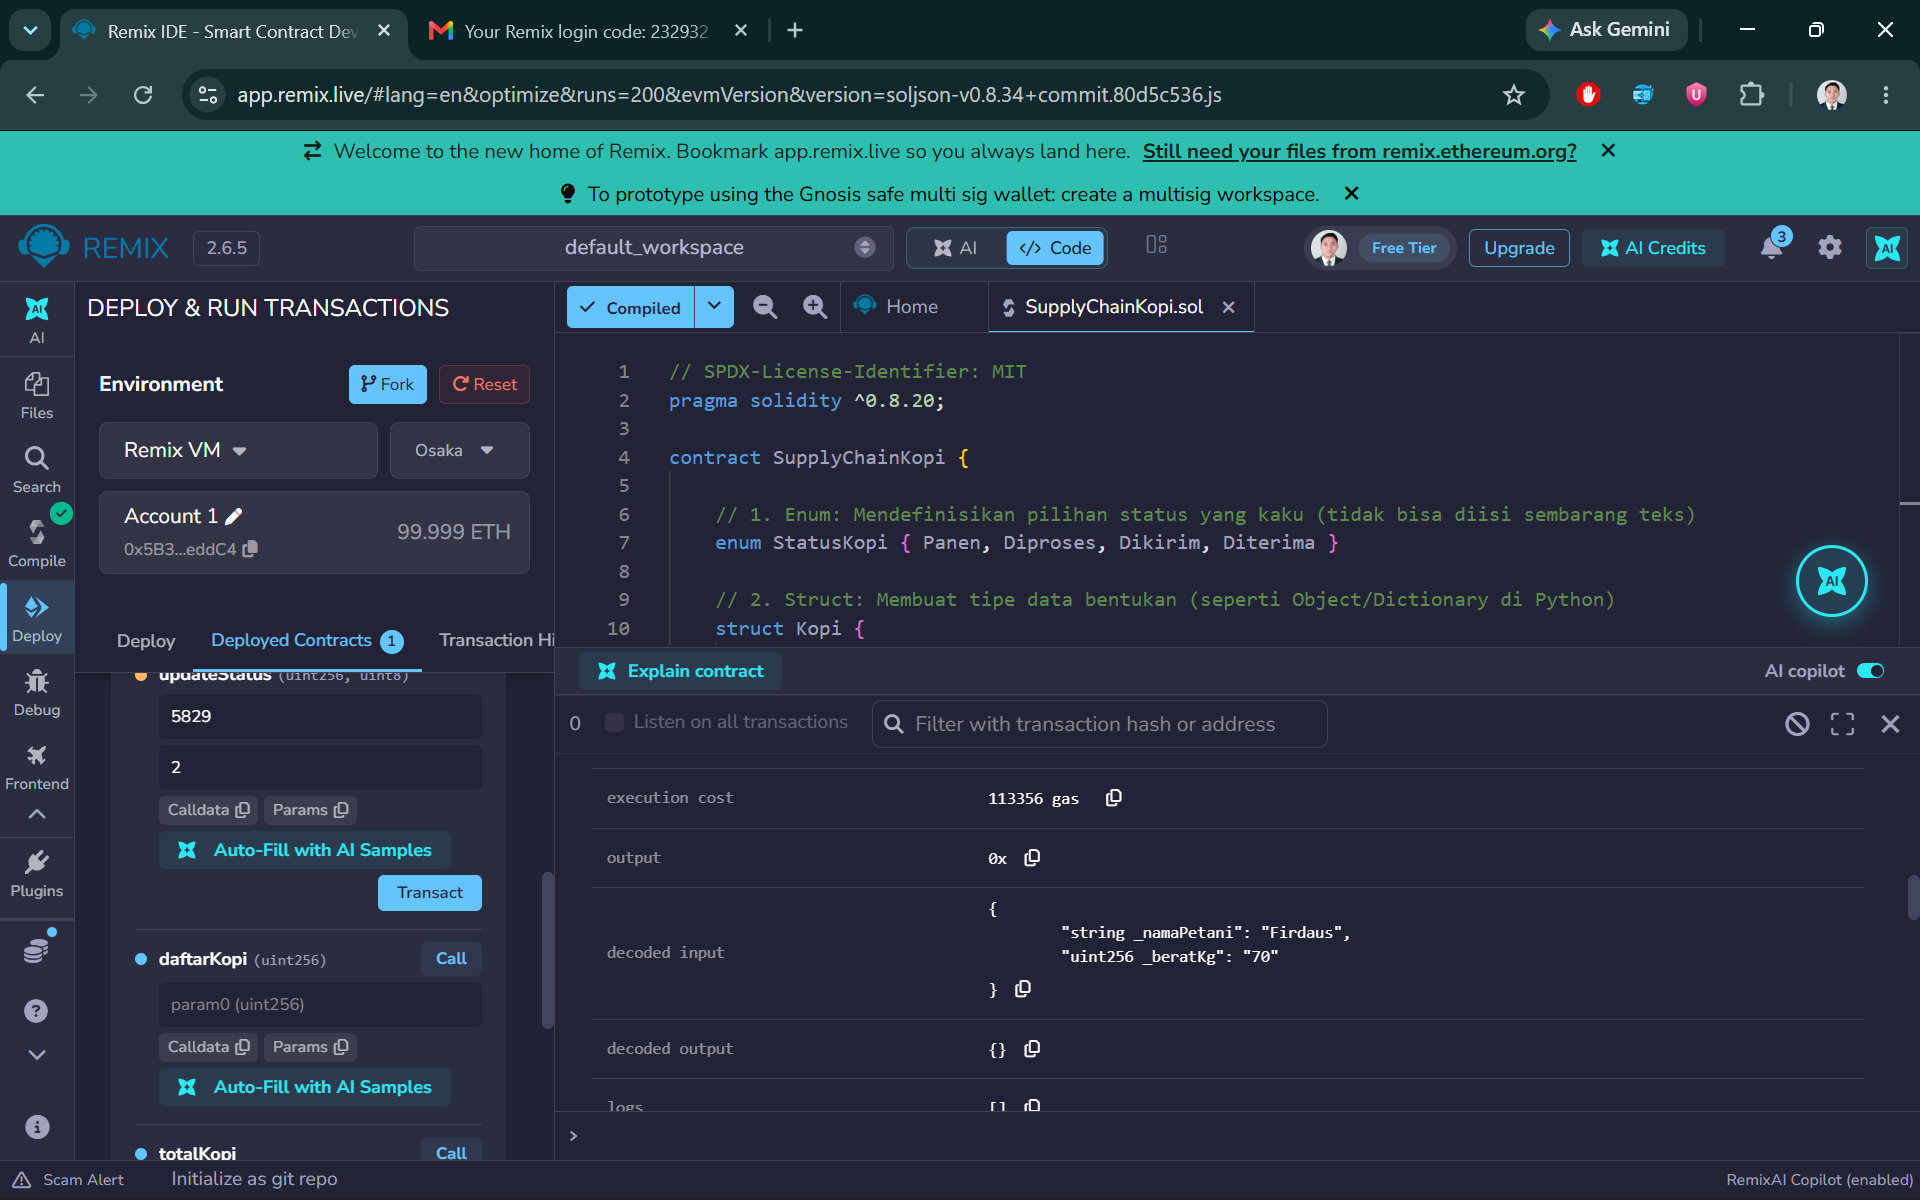 Remix IDE - Smart Contract Dev
Your Remix login code: 232932
Ask Gemini
app.remix.live/#lang=en&optimize&runs=200&evmVersion&version=soljson-v0.8.34+commit.80d5c536.js
Welcome to the new home of Remix. Bookmark app.remix.live so you always land here. Still need your files from remix.ethereum.org?
To prototype using the Gnosis safe multi sig wallet: create a multisig workspace.
REMIX 2.6.5
default_workspace
AI
</> Code
Free Tier
Upgrade
AI Credits
3
AI
AI
AI
Files
Search
Compile
Deploy
Debug
Frontend
Plugins
DEPLOY & RUN TRANSACTIONS
Environment
Fork
Reset
Remix VM
Osaka
Account 1
0x5B3...eddC4
99.999 ETH
Deploy
Deployed Contracts 1
Transaction Hi
updateStatus (uint256, uint8)
5829
2
Calldata
Params
Auto-Fill with AI Samples
Transact
daftarKopi (uint256)
Call
param0 (uint256)
Calldata
Params
Auto-Fill with AI Samples
totalKopi
Call
Compiled
Home
SupplyChainKopi.sol
1 // SPDX-License-Identifier: MIT
2 pragma solidity ^0.8.20;
3
4 contract SupplyChainKopi {
5
6 // 1. Enum: Mendefinisikan pilihan status yang kaku (tidak bisa diisi sembarang teks)
7 enum StatusKopi { Panen, Diproses, Dikirim, Diterima }
8
9 // 2. Struct: Membuat tipe data bentukan (seperti Object/Dictionary di Python)
10 struct Kopi {
AI
Explain contract
AI copilot
0
Listen on all transactions
Filter with transaction hash or address
execution cost 113356 gas
output 0x
decoded input {
"string _namaPetani": "Firdaus",
"uint256 _beratKg": "70"
}
decoded output {}
logs []
>
Scam Alert
Initialize as git repo
RemixAI Copilot (enabled)